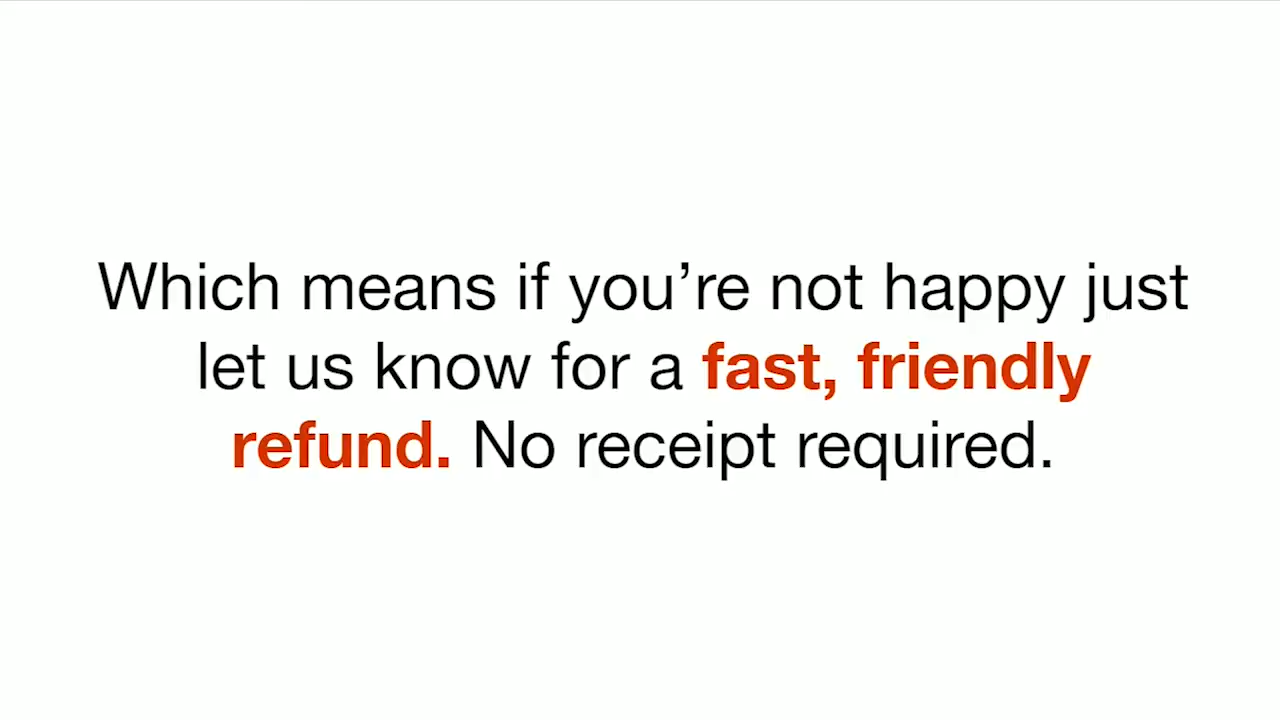 Which means if you’re not happy just
let us know for a fast, friendly
refund. No receipt required.